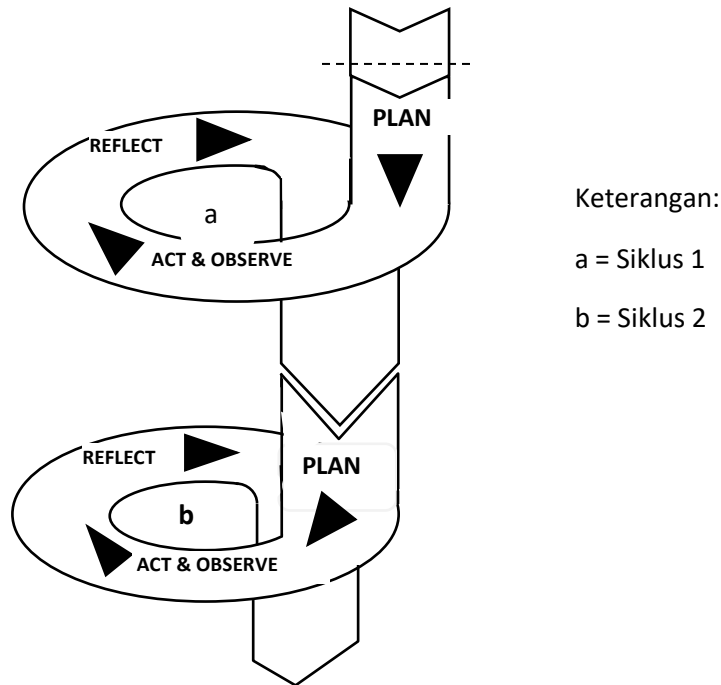 PLAN
REFLECT
a
ACT & OBSERVE
Keterangan:
a = Siklus 1
b = Siklus 2
REFLECT
PLAN
b
ACT & OBSERVE